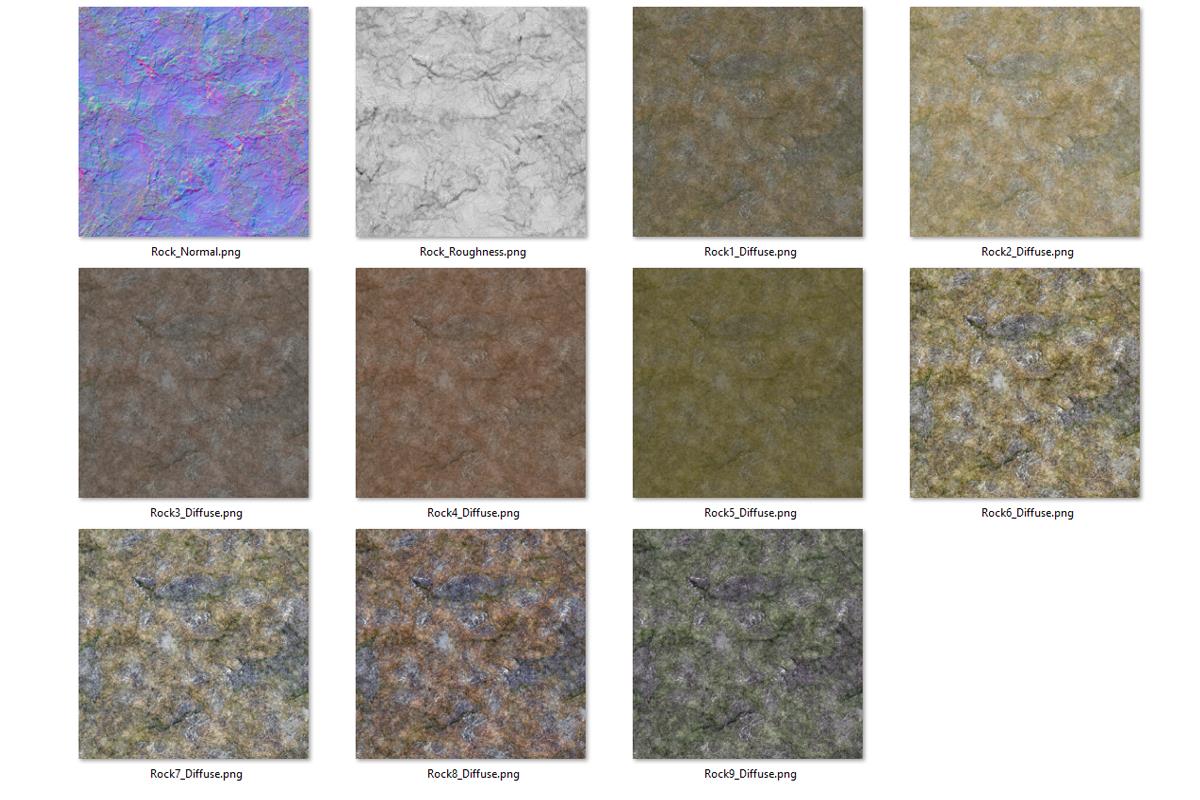 Rock_Normal.png
Rock_Roughness.png
Rock1_Diffuse.png
Rock2_Diffuse.png
Rock3_Diffuse.png
Rock4_Diffuse.png
Rock5_Diffuse.png
Rock6_Diffuse.png
Rock7_Diffuse.png
Rock8_Diffuse.png
Rock9_Diffuse.png